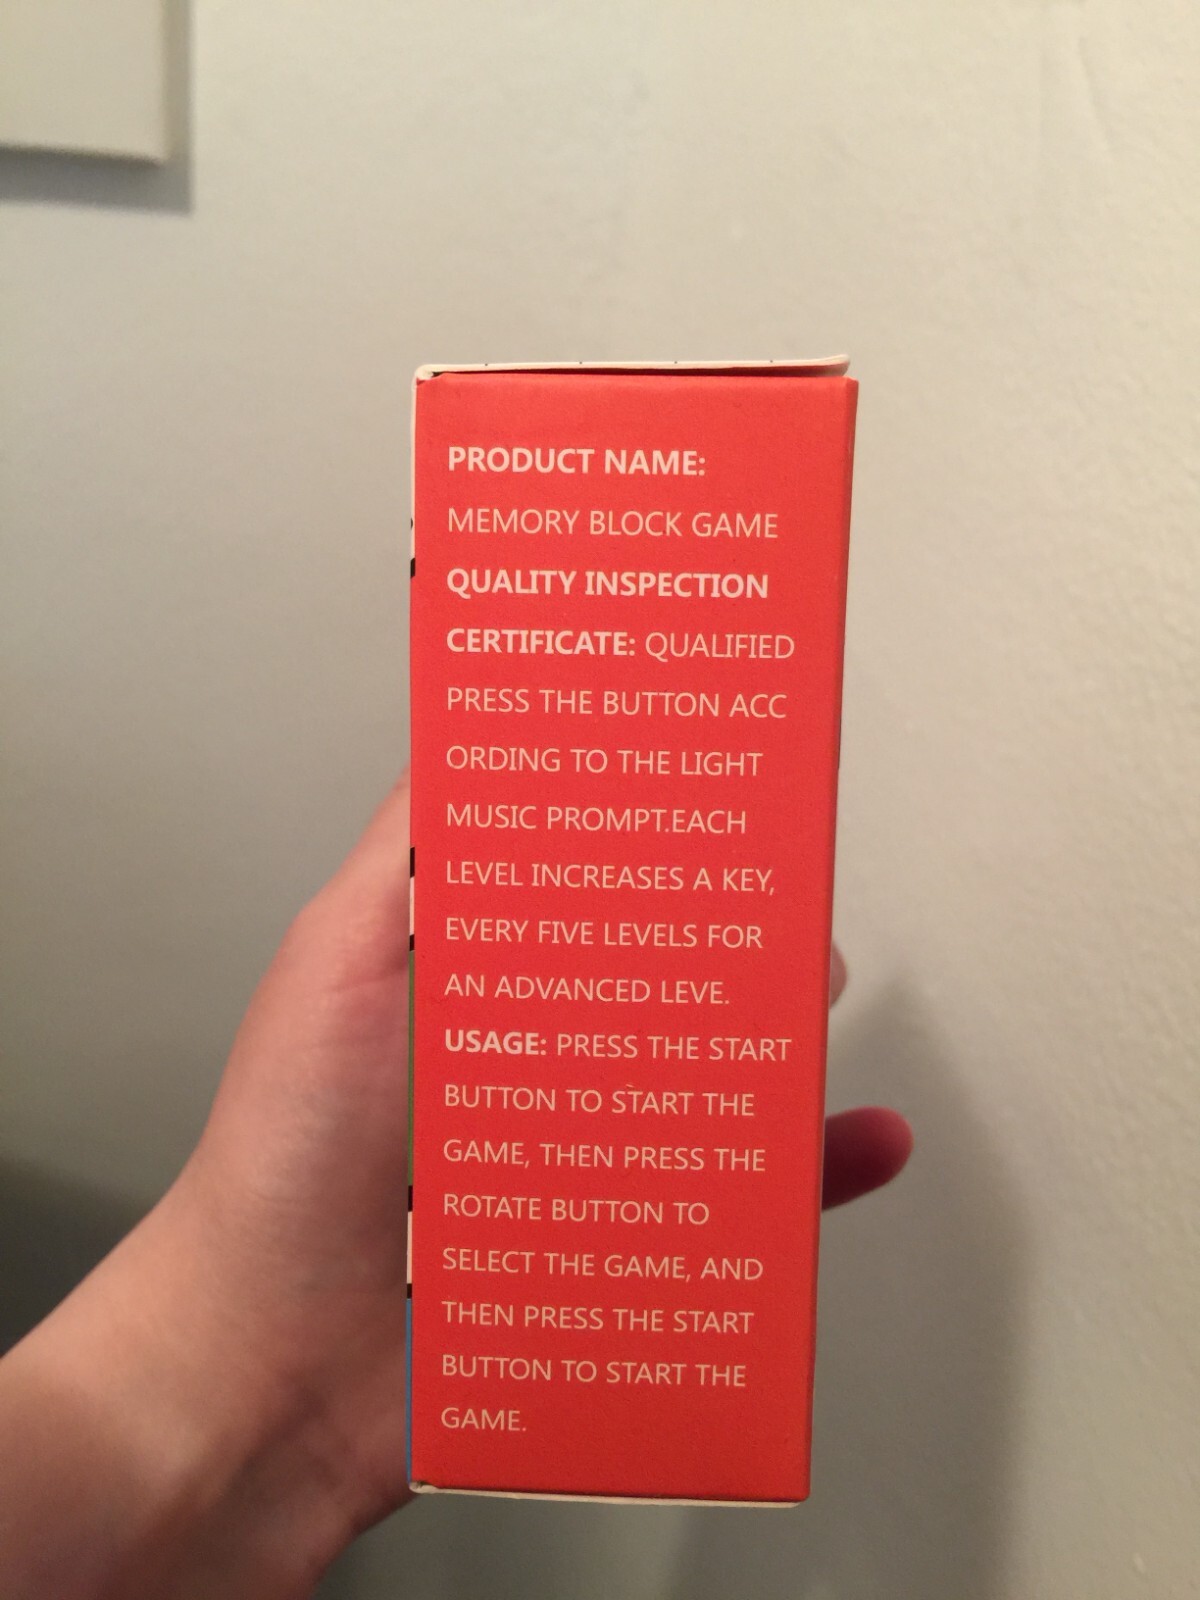 PRODUCT NAME:
MEMORY BLOCK GAME
QUALITY INSPECTION
CERTIFICATE: QUALIFIED
PRESS THE BUTTON ACC
ORDING TO THE LIGHT
MUSIC PROMPT.EACH
LEVEL INCREASES A KEY,
EVERY FIVE LEVELS FOR
AN ADVANCED LEVE.
USAGE: PRESS THE START
BUTTON TO START THE
GAME, THEN PRESS THE
ROTATE BUTTON TO
SELECT THE GAME, AND
THEN PRESS THE START
BUTTON TO START THE
GAME.